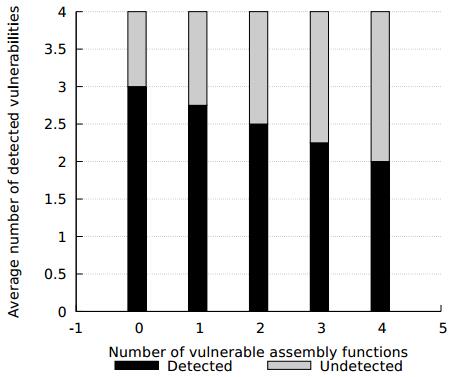 Average number of detected vulnerabilities
4
3.5
3
2.5
2
1.5
1
0.5
0
-1 0 1 2 3 4 5
Number of vulnerable assembly functions
Detected Undetected